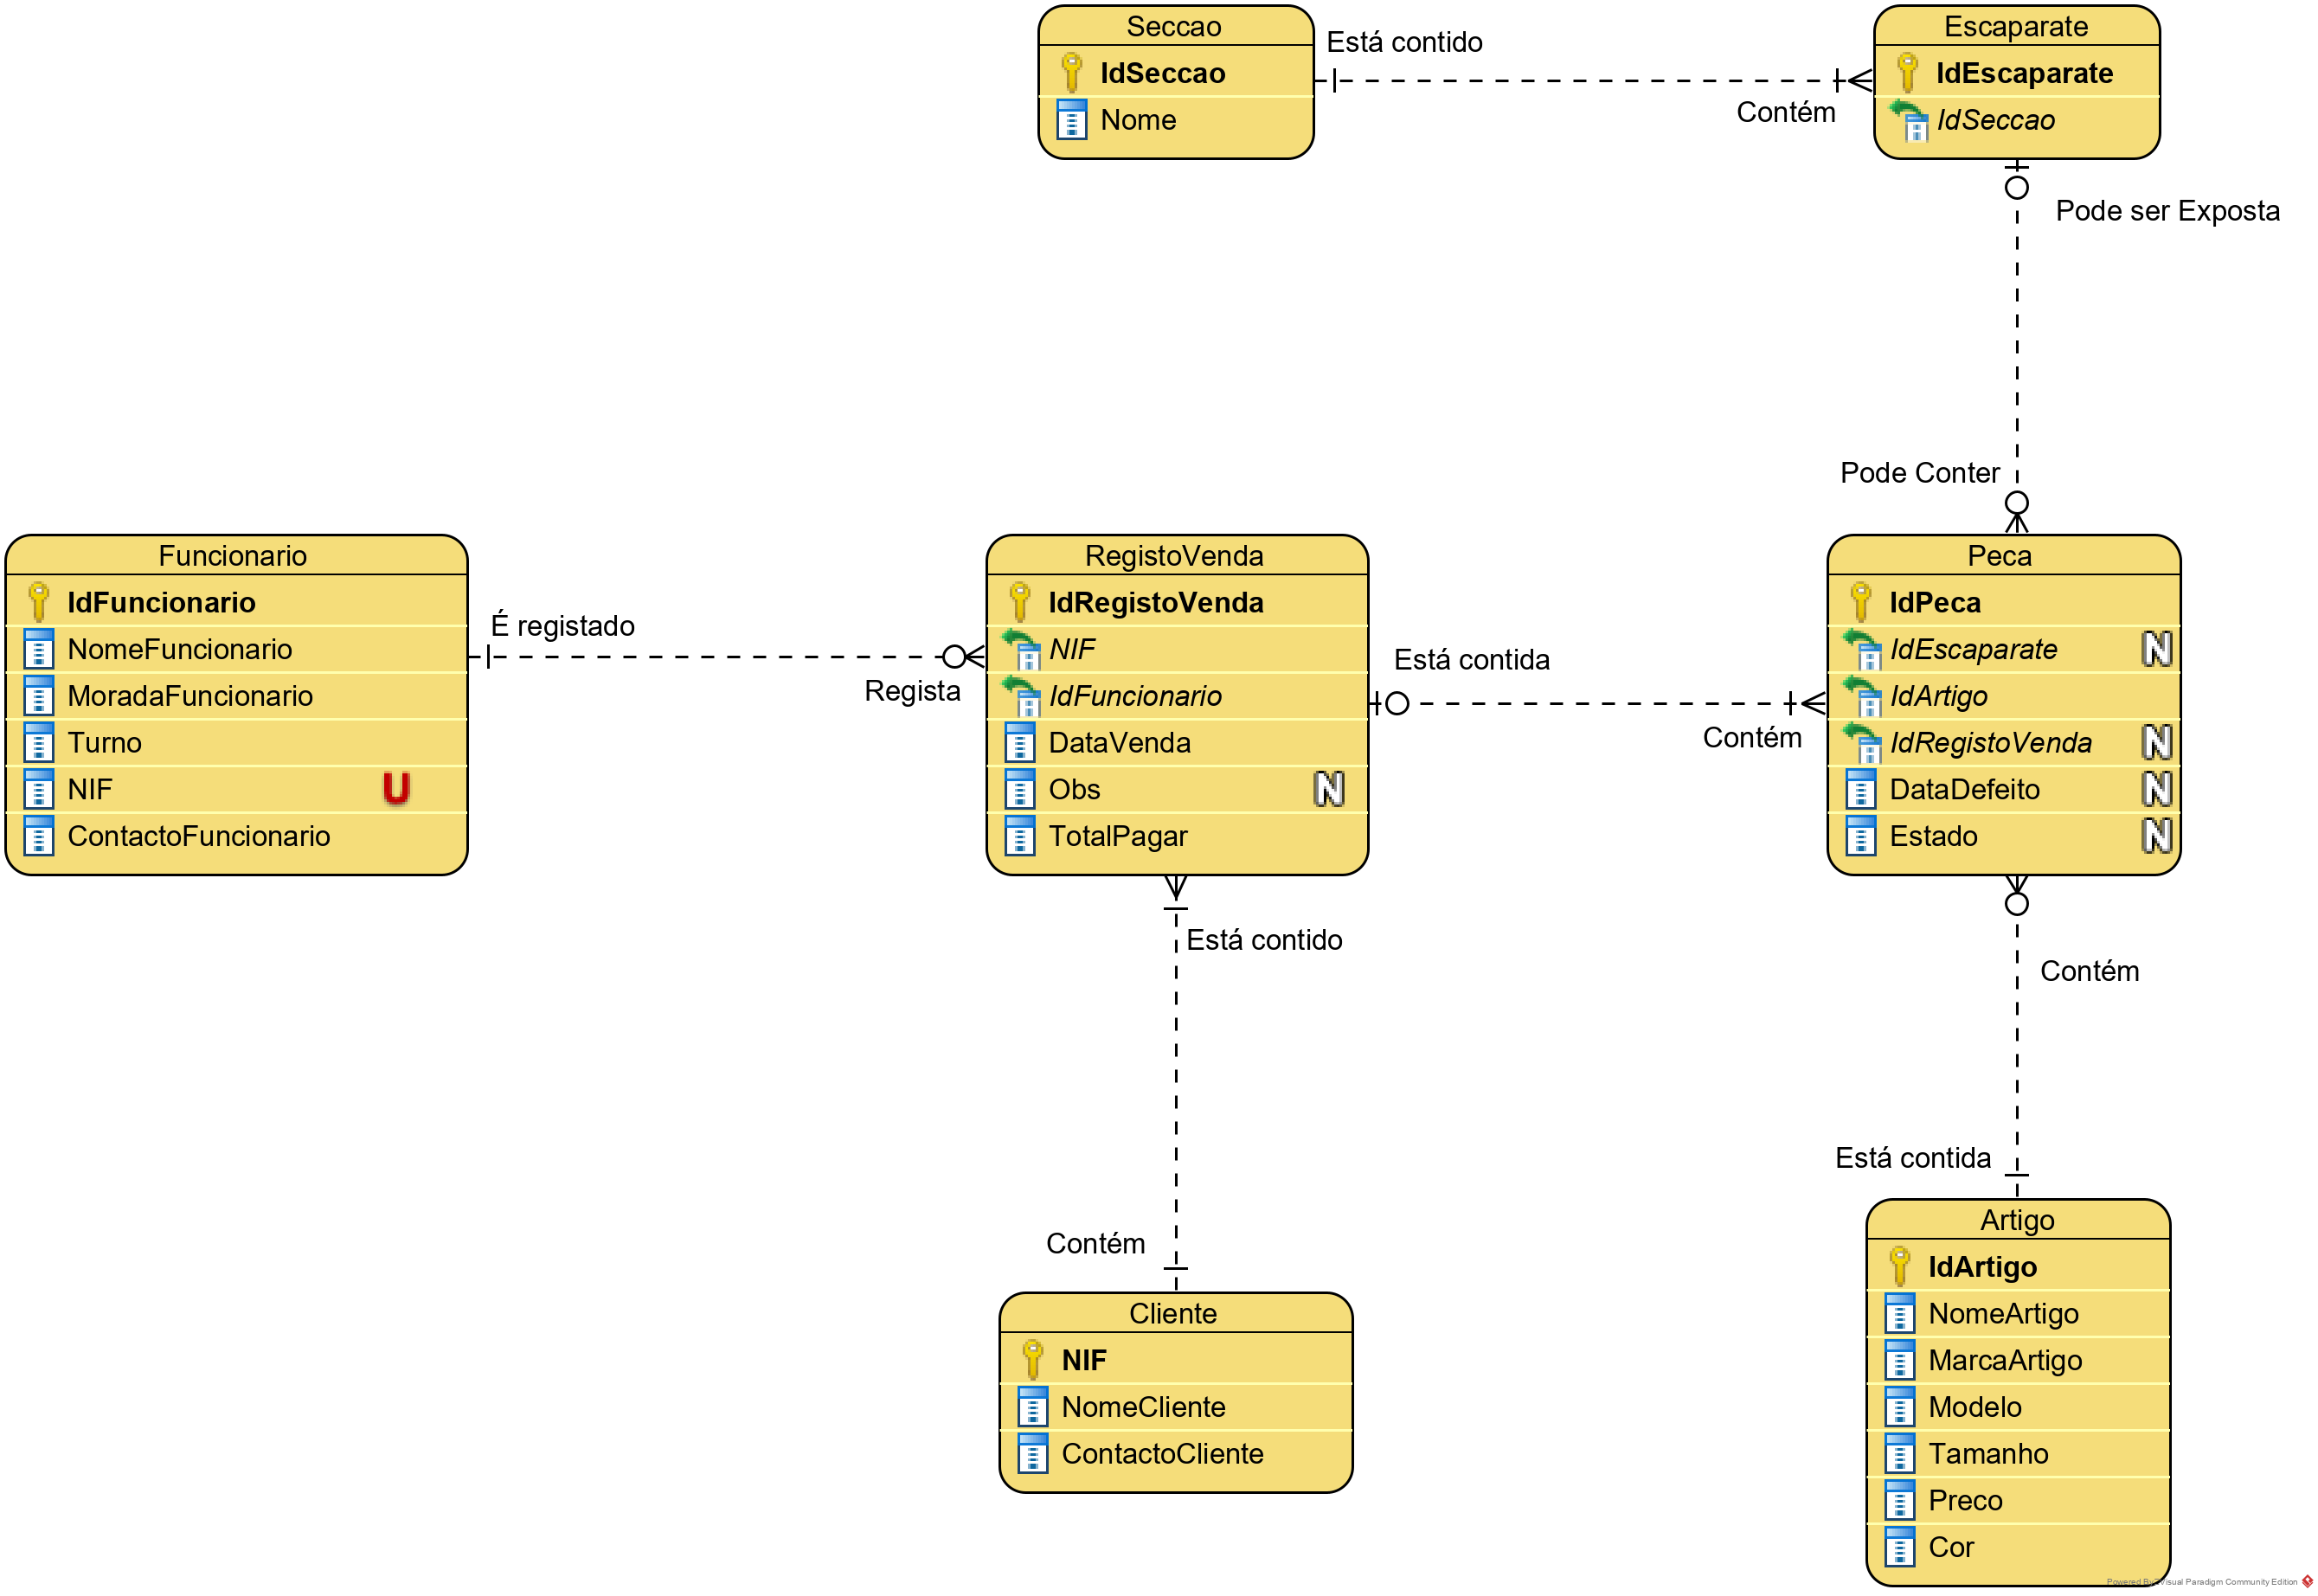 Seccao
IdSeccao
Nome
Está contido
Contém
Escaparate
IdEscaparate
IdSeccao
Pode ser Exposta
Pode Conter
Funcionario
IdFuncionario
NomeFuncionario
MoradaFuncionario
Turno
NIF U
ContactoFuncionario
É registado
Regista
RegistoVenda
IdRegistoVenda
NIF
IdFuncionario
DataVenda
Obs N
TotalPagar
Está contida
Contém
Peca
IdPeca
IdEscaparate N
IdArtigo
IdRegistoVenda N
DataDefeito N
Estado N
Está contido
Contém
Contém
Está contida
Cliente
NIF
NomeCliente
ContactoCliente
Artigo
IdArtigo
NomeArtigo
MarcaArtigo
Modelo
Tamanho
Preco
Cor
Visual Paradigm Community Edition